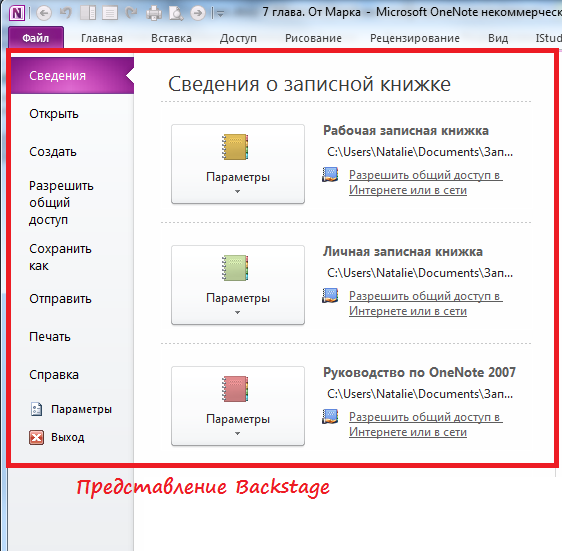 7 глава. От Марка - Microsoft OneNote некоммерческ
Файл Главная Вставка Доступ Рисование Рецензирование Вид IStud
Сведения
Открыть
Создать
Разрешить
общий
доступ
Сохранить
как
Отправить
Печать
Справка
Параметры
Выход
Сведения о записной книжке
Параметры
Рабочая записная книжка
C:\Users\Natalie\Documents\Зап...
Разрешить общий доступ в
Интернете или в сети
Параметры
Личная записная книжка
C:\Users\Natalie\Documents\Зап...
Разрешить общий доступ в
Интернете или в сети
Параметры
Руководство по OneNote 2007
C:\Users\Natalie\Documents\Зап...
Разрешить общий доступ в
Интернете или в сети
Представление Backstage